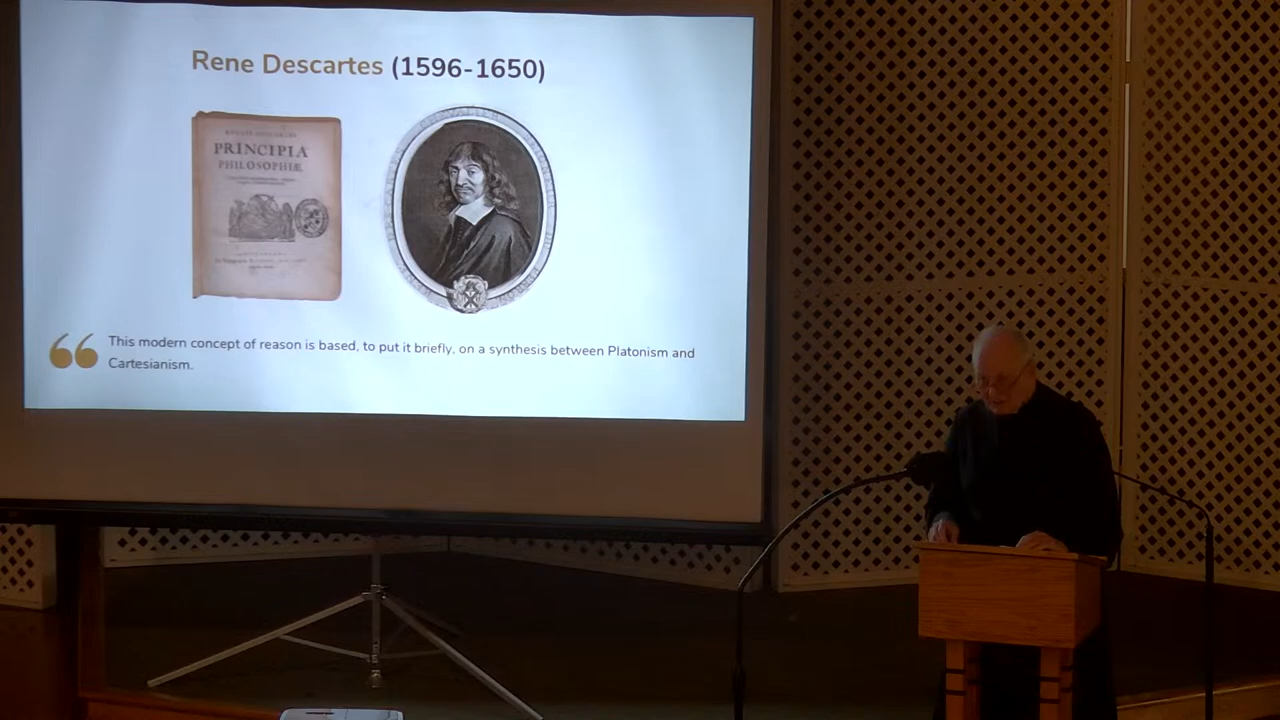 Rene Descartes (1596-1650)
PRINCIPIA
PHILOSOPHIÆ,
This modern concept of reason is based, to put it briefly, on a synthesis between Platonism and
Cartesianism.